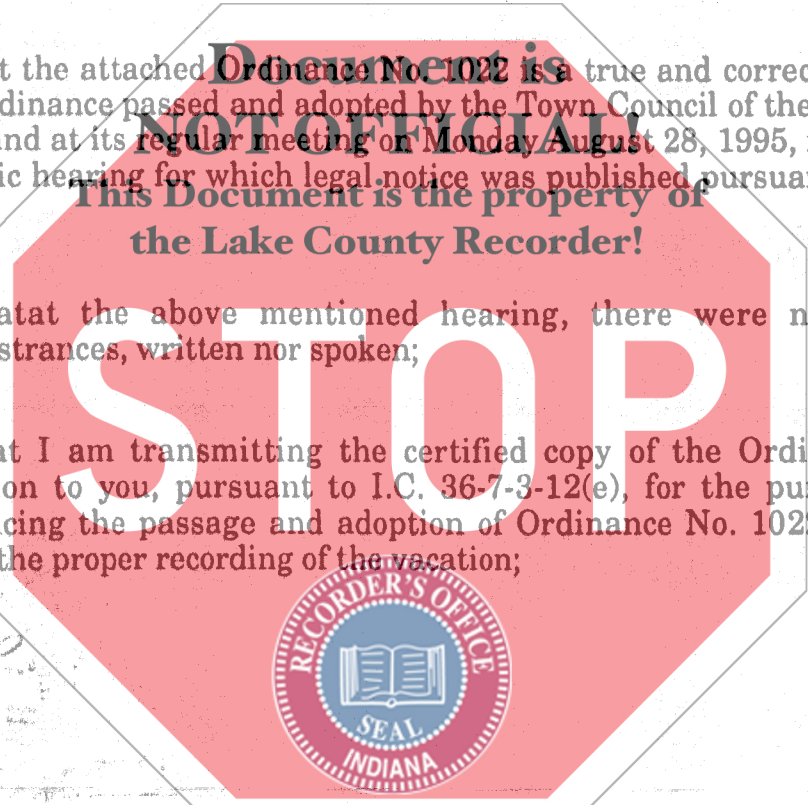 Document is
t the attached Ordinance No. 1022 is a true and correc
dinance passed and adopted by the Town Council of the
NOT OFFICIAL!
nd at its regular meeting on Monday August 28, 1995,
ic hearing for which legal notice was published pursua
This Document is the property of
the Lake County Recorder!
atat the above mentioned hearing, there were n
strances, written nor spoken;
STOP
at I am transmitting the certified copy of the Ordi
on to you, pursuant to I.C. 36-7-3-12(e), for the pu
cing the passage and adoption of Ordinance No. 102
the proper recording of the vacation;
RECORDER'S OFFICE
SEAL
INDIANA